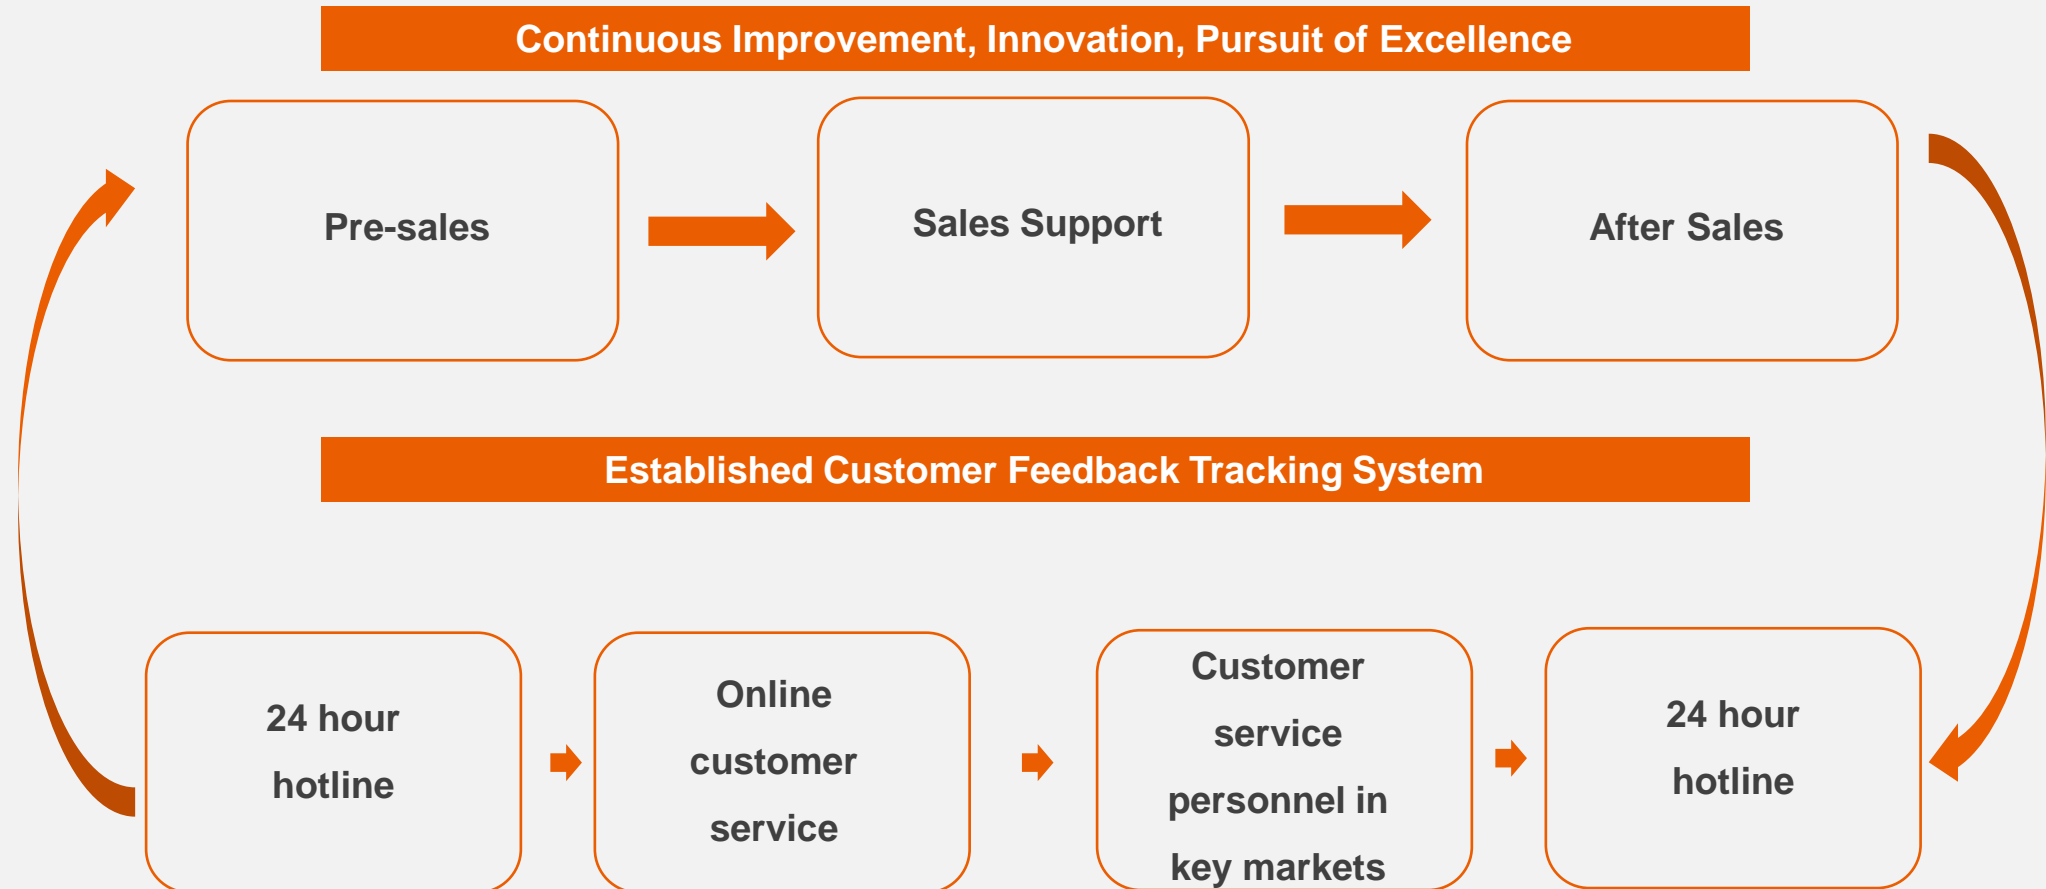 Continuous Improvement, Innovation, Pursuit of Excellence
Pre-sales
Sales Support
After Sales
Established Customer Feedback Tracking System
24 hour
hotline
Online
customer
service
Customer
service
personnel in
key markets
24 hour
hotline